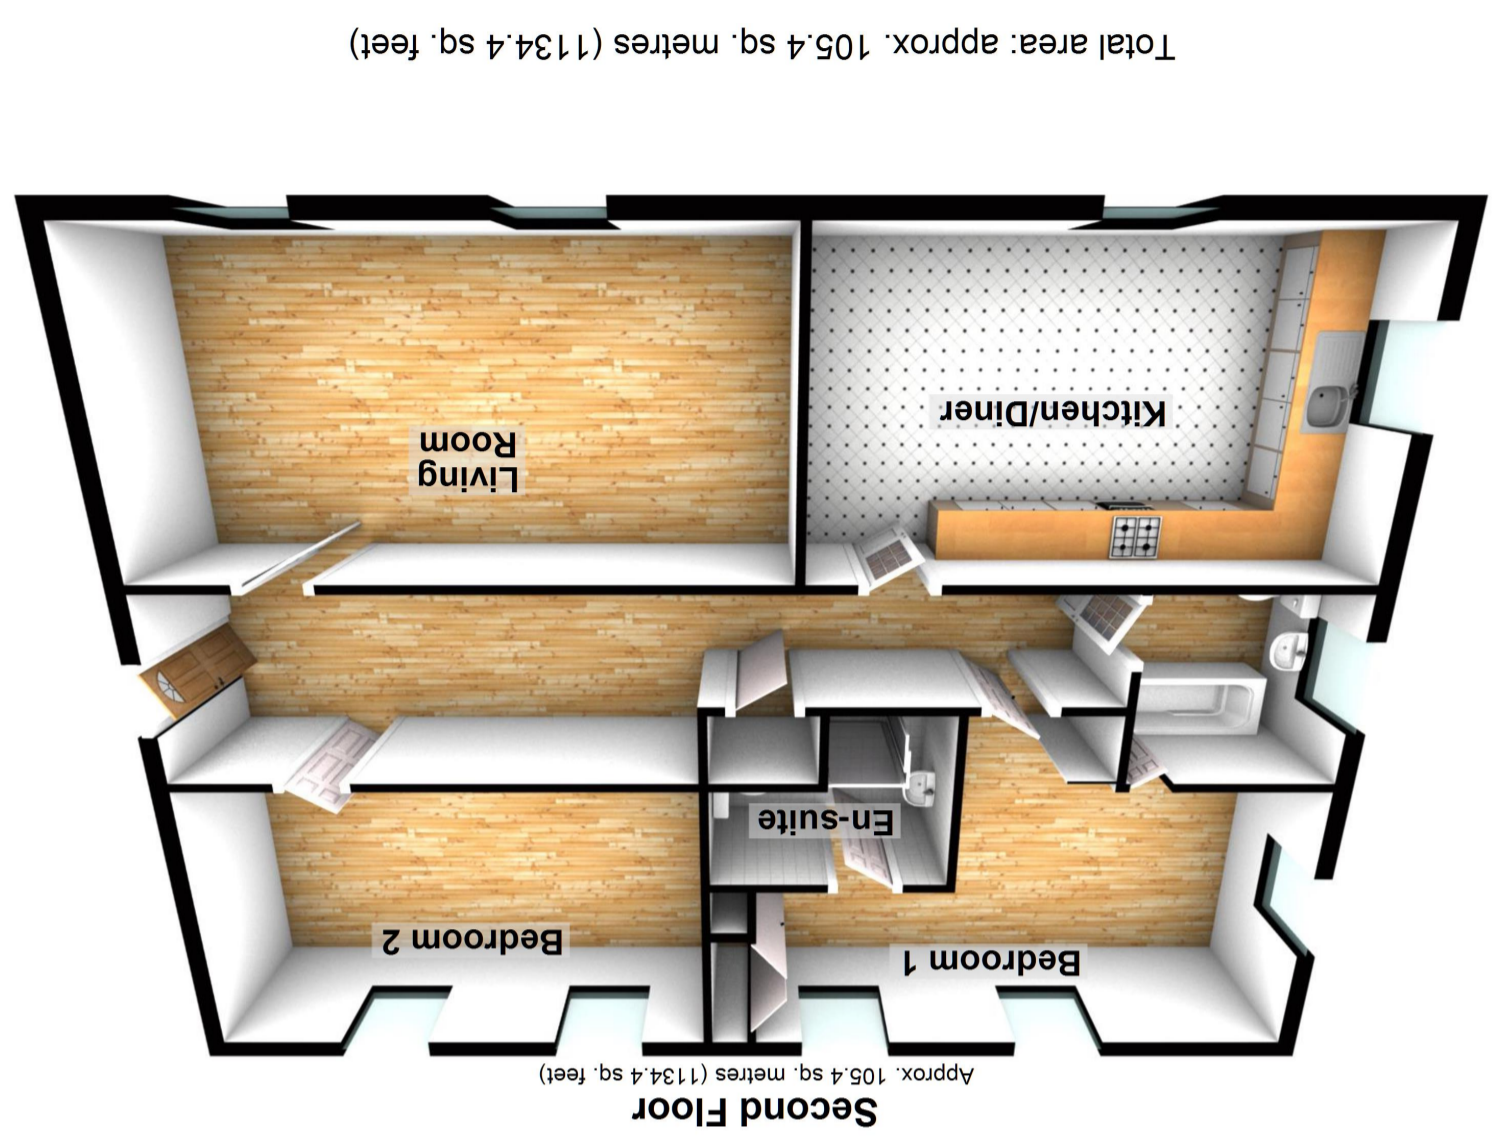 Second Floor
Approx. 105.4 sq. metres (1134.4 sq. feet)
Bedroom 1
Bedroom 2
En-suite
Living
Room
Kitchen/Diner
Total area: approx. 105.4 sq. metres (1134.4 sq. feet)